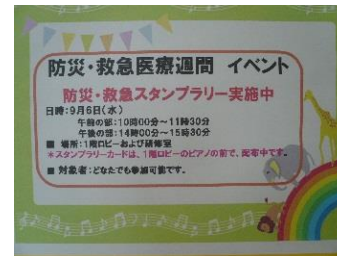 防災・救急医療週間 イベント
防災・救急スタンプラリー実施中
日時:9月6日(水)
午前の部:10時00分~11時30分
午後の部:14時00分~15時30分
■ 場所:1階ロビーおよび研修室
*スタンプラリーカードは、1階ロビーのピアノの前で、配布中です。
■ 対象者:どなたでも参加可能です。